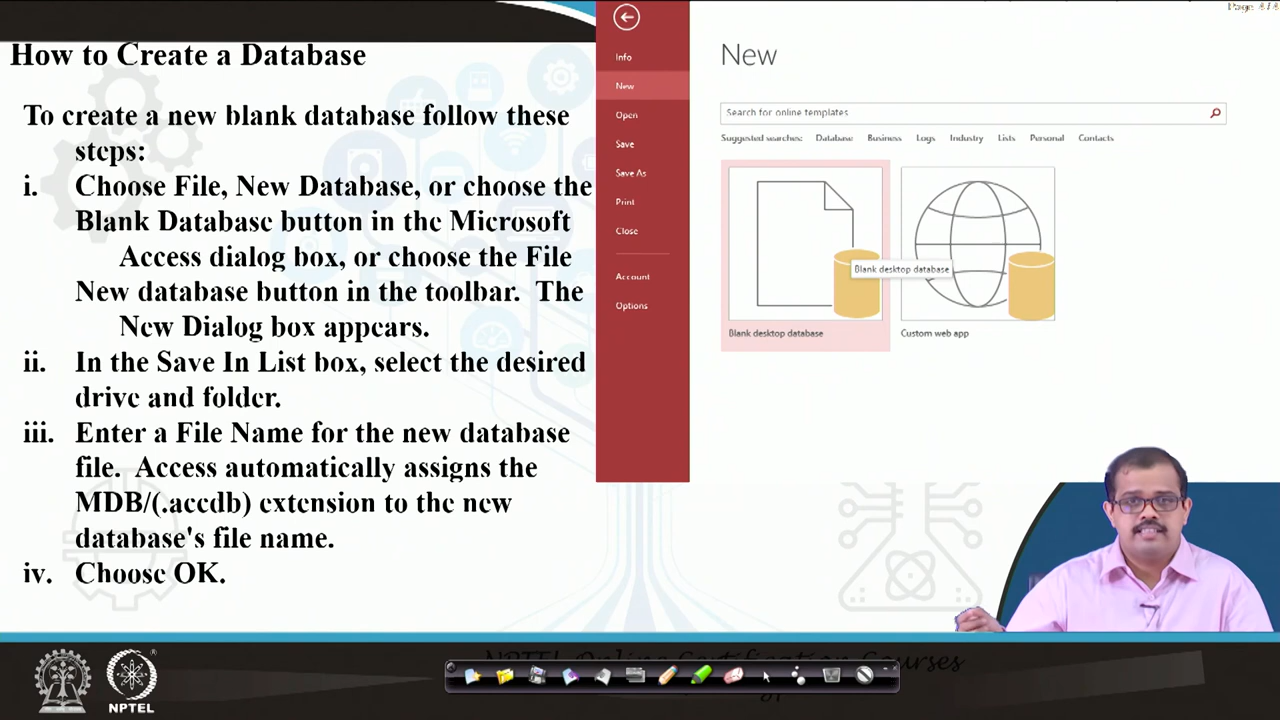 How to Create a Database
To create a new blank database follow these
steps:
i. Choose File, New Database, or choose the
Blank Database button in the Microsoft
Access dialog box, or choose the File
New database button in the toolbar. The
New Dialog box appears.
ii. In the Save In List box, select the desired
drive and folder.
iii. Enter a File Name for the new database
file. Access automatically assigns the
MDB/(.accdb) extension to the new
database's file name.
iv. Choose OK.
Info
New
Open
Save
Save As
Print
Close
Account
Options
New
Search for online templates
Suggested searches: Database Business Logs Industry Lists Personal Contacts
Blank desktop database
Blank desktop database
Custom web app
NPTEL Online Certification Courses
NPTEL